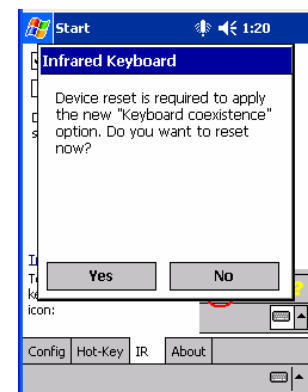 Start 1:20
Infrared Keyboard
Device reset is required to apply
the new "Keyboard coexistence"
option. Do you want to reset
now?
Yes No
icon:
Config Hot-Key IR About